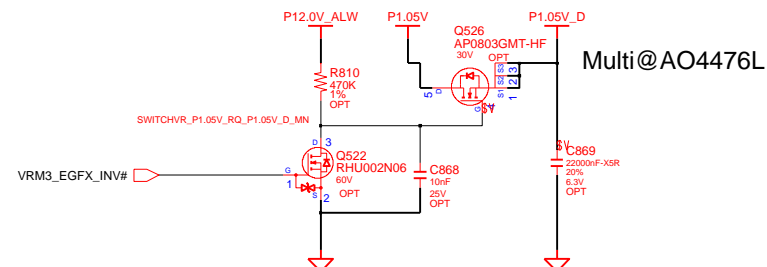 P12.0V_ALW
P1.05V
P1.05V_D
Q526
AP0803GMT-HF
30V
OPT
Multi@AO4476L
R810
470K
1%
OPT
D
5
S3
S2
S1
3
2
1
G
SWITCHVR_P1.05V_RQ_P1.05V_D_MN
D
3
Q522
RHU002N06
60V
OPT
C868
10nF
25V
OPT
C869
22000nF-X5R
20%
6.3V
OPT
VRM3_EGFX_INV#
G
1
S
2